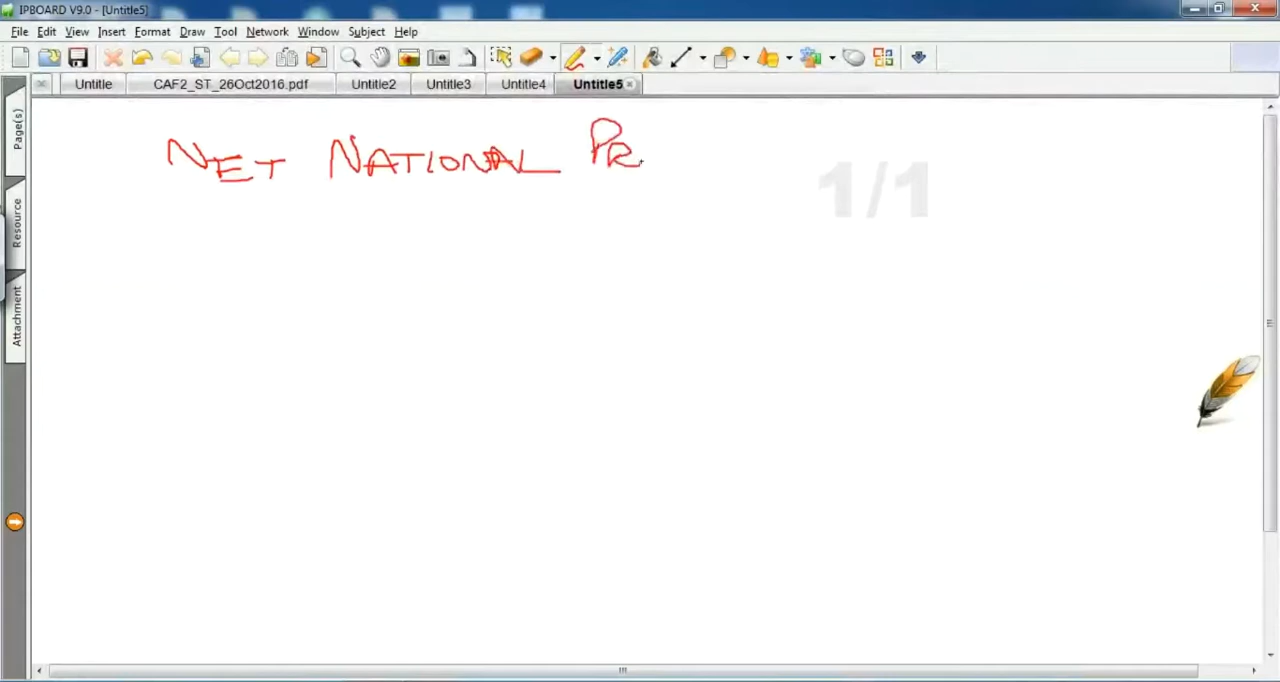 IPBOARD V9.0 - [Untitle5]
File Edit View Insert Format Draw Tool Network Window Subject Help
Untitle CAF2_ST_26Oct2016.pdf Untitle2 Untitle3 Untitle4 Untitle5
Page(s)
Resource
Attachment
NET NATIONAL PR
1/1